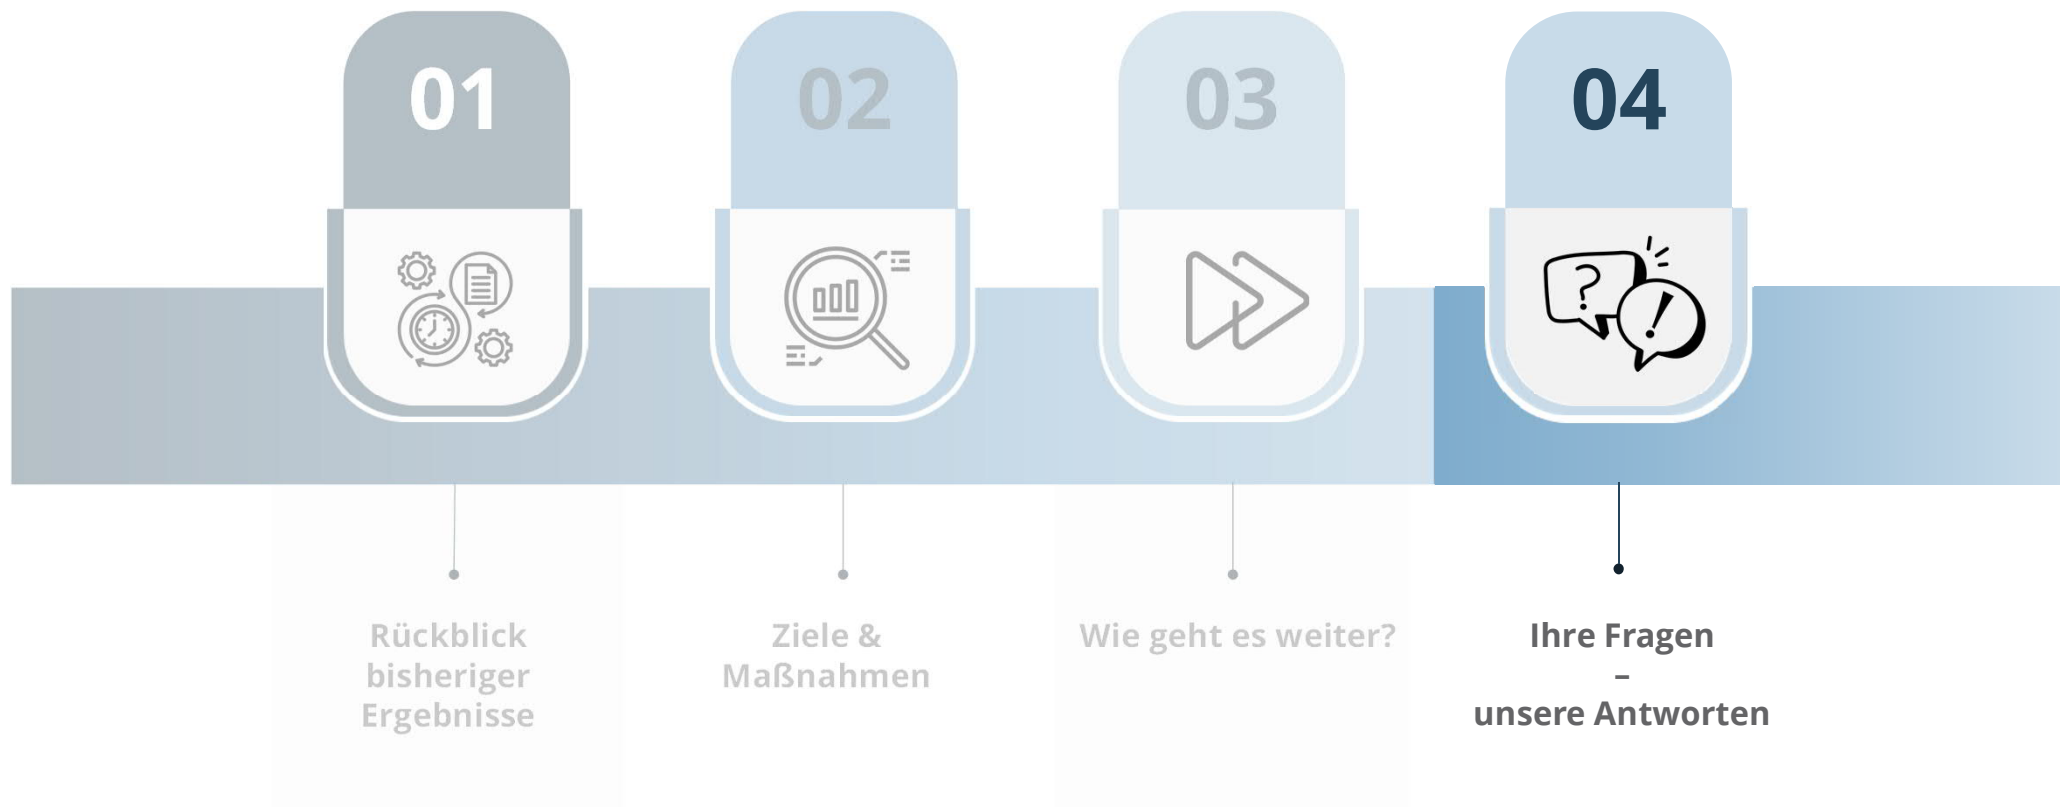 01
02
03
04
Rückblick
bisheriger
Ergebnisse
Ziele &
Maßnahmen
Wie geht es weiter?
Ihre Fragen
–
unsere Antworten